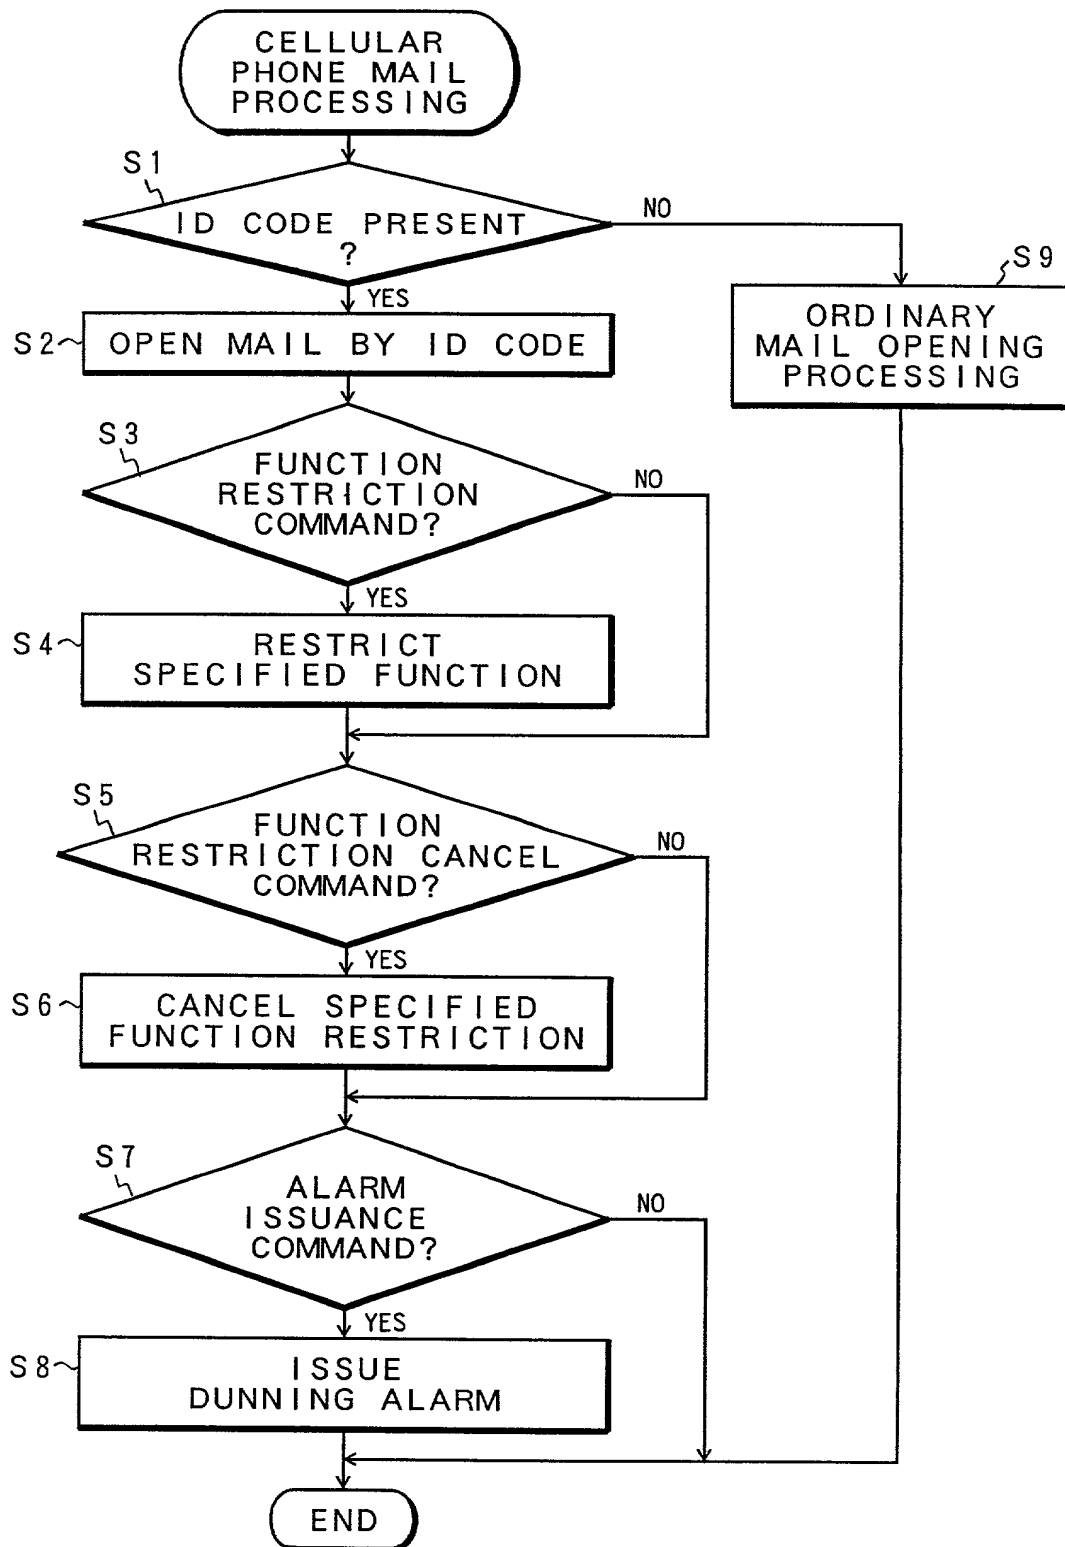 CELLULAR
PHONE MAIL
PROCESSING
S1
ID CODE PRESENT
?
NO
YES
S9
ORDINARY
MAIL OPENING
PROCESSING
S2
OPEN MAIL BY ID CODE
S3
FUNCTION
RESTRICTION
COMMAND?
NO
YES
S4
RESTRICT
SPECIFIED FUNCTION
S5
FUNCTION
RESTRICTION CANCEL
COMMAND?
NO
YES
S6
CANCEL SPECIFIED
FUNCTION RESTRICTION
S7
ALARM
ISSUANCE
COMMAND?
NO
YES
S8
ISSUE
DUNNING ALARM
END